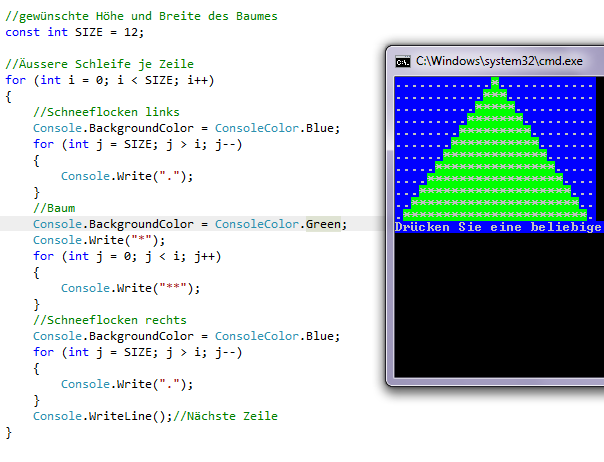 //gewünschte Höhe und Breite des Baumes
const int SIZE = 12;
//Äussere Schleife je Zeile
for (int i = 0; i < SIZE; i++)
{
//Schneeflocken links
Console.BackgroundColor = ConsoleColor.Blue;
for (int j = SIZE; j > i; j--)
{
Console.Write(".");
}
//Baum
Console.BackgroundColor = ConsoleColor.Green;
Console.Write("*");
for (int j = 0; j < i; j++)
{
Console.Write("**");
}
//Schneeflocken rechts
Console.BackgroundColor = ConsoleColor.Blue;
for (int j = SIZE; j > i; j--)
{
Console.Write(".");
}
Console.WriteLine();//Nächste Zeile
}
C:\Windows\system32\cmd.exe
............*............
...........***...........
..........*****..........
.........*******.........
........*********........
.......***********.......
......*************......
.....***************.....
....*****************....
...*******************...
..*********************..
.***********************.
Drücken Sie eine beliebige